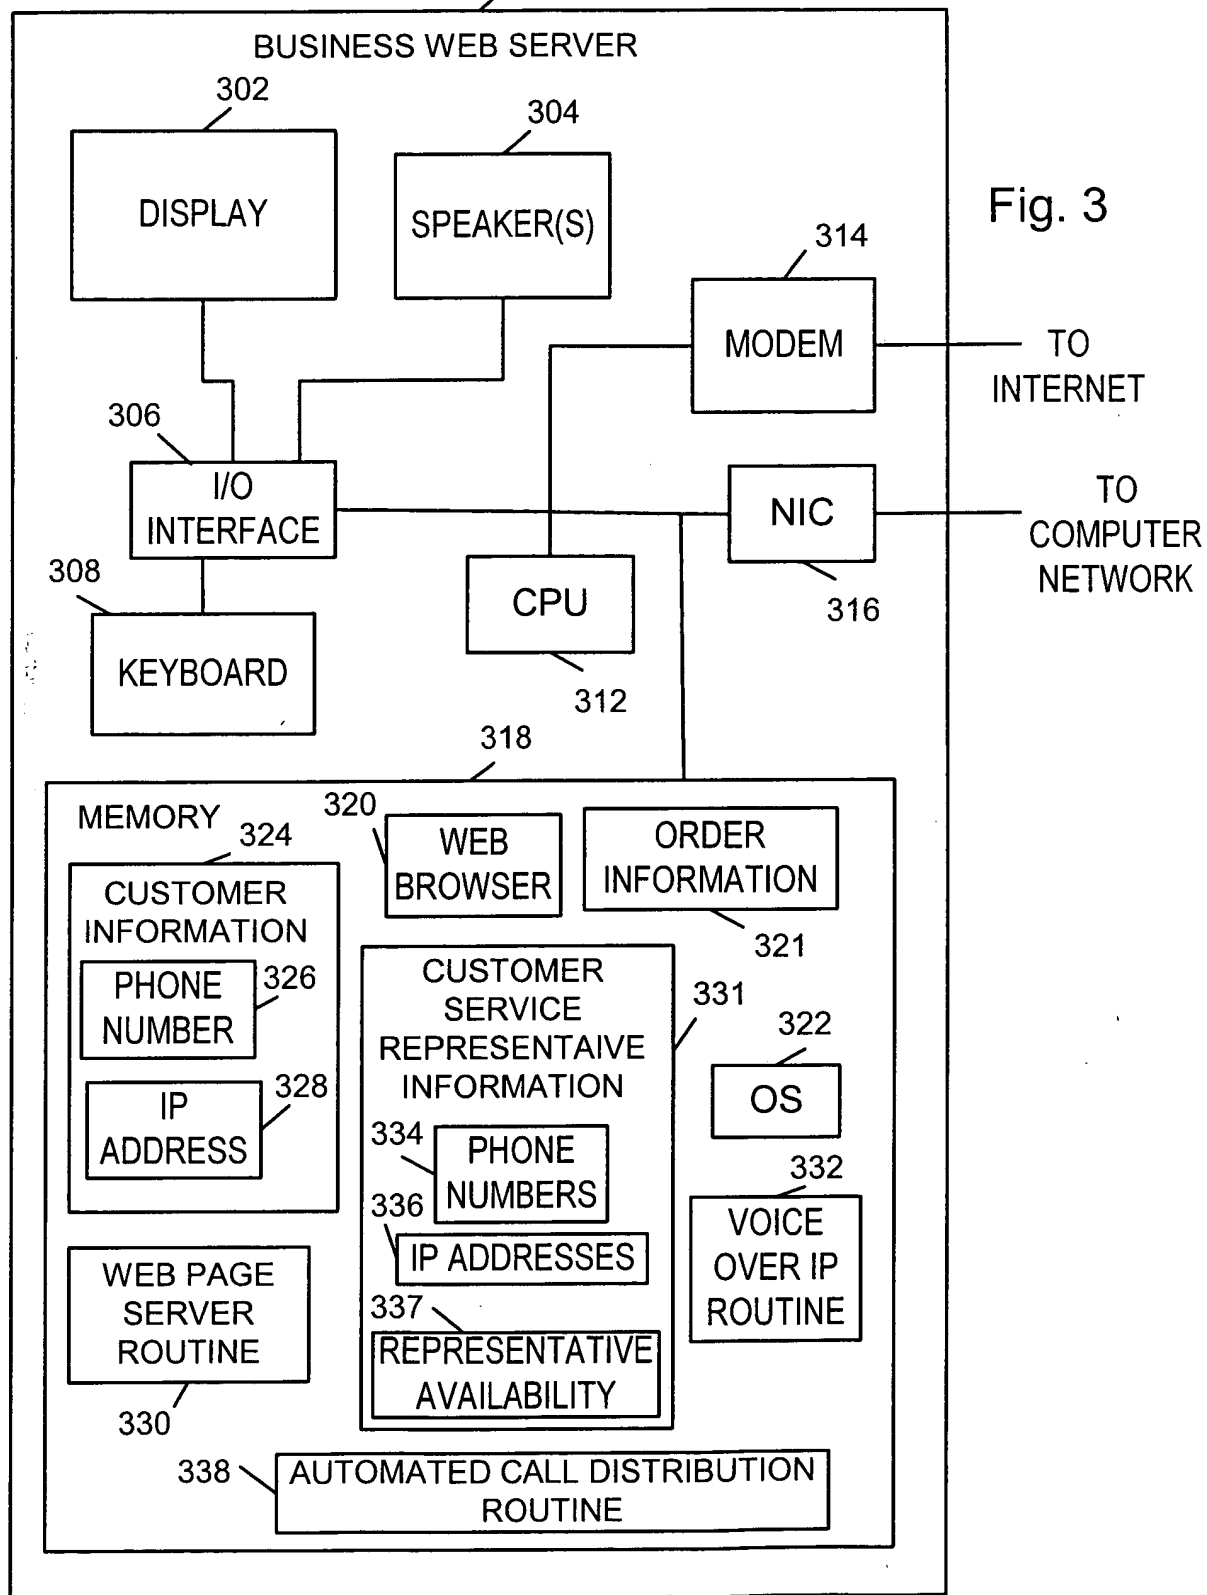 BUSINESS WEB SERVER
302
304
DISPLAY
SPEAKER(S)
Fig. 3
314
MODEM
TO
INTERNET
306
I/O
INTERFACE
NIC
TO
COMPUTER
NETWORK
316
308
CPU
KEYBOARD
312
318
MEMORY
320
WEB
BROWSER
ORDER
INFORMATION
321
324
CUSTOMER
INFORMATION
PHONE
NUMBER
326
IP
ADDRESS
328
CUSTOMER
SERVICE
REPRESENTAIVE
INFORMATION
331
322
OS
334
PHONE
NUMBERS
336
IP ADDRESSES
332
VOICE
OVER IP
ROUTINE
WEB PAGE
SERVER
ROUTINE
330
337
REPRESENTATIVE
AVAILABILITY
338
AUTOMATED CALL DISTRIBUTION
ROUTINE